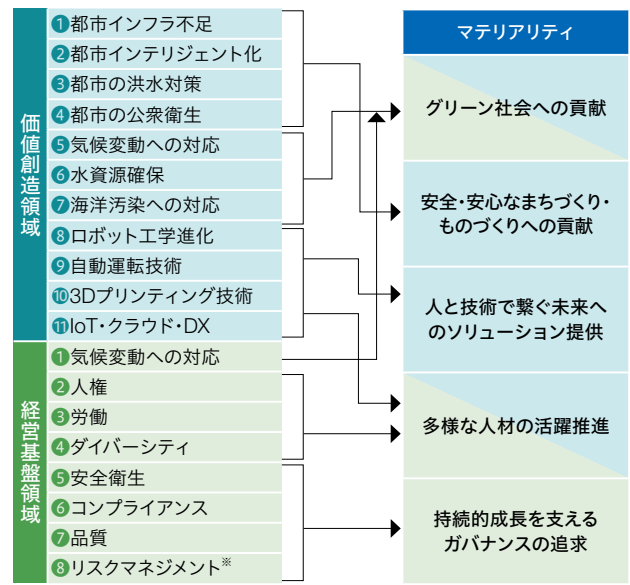 価値創造領域
❶都市インフラ不足
❷都市インテリジェント化
❸都市の洪水対策
❹都市の公衆衛生
❺気候変動への対応
❻水資源確保
❼海洋汚染への対応
❽ロボット工学進化
❾自動運転技術
❿3Dプリンティング技術
⓫IoT・クラウド・DX
経営基盤領域
❶気候変動への対応
❷人権
❸労働
❹ダイバーシティ
❺安全衛生
❻コンプライアンス
❼品質
❽リスクマネジメント※
マテリアリティ
グリーン社会への貢献
安全・安心なまちづくり・
ものづくりへの貢献
人と技術で繋ぐ未来へ
のソリューション提供
多様な人材の活躍推進
持続的成長を支える
ガバナンスの追求